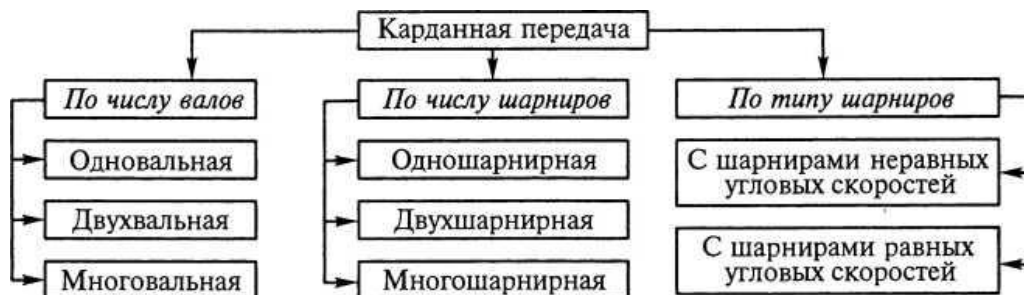 Карданная передача
По числу валов
Одновальная
Двухвальная
Многовальная
По числу шарниров
Одношарнирная
Двухшарнирная
Многошарнирная
По типу шарниров
С шарнирами неравных
угловых скоростей
С шарнирами равных
угловых скоростей